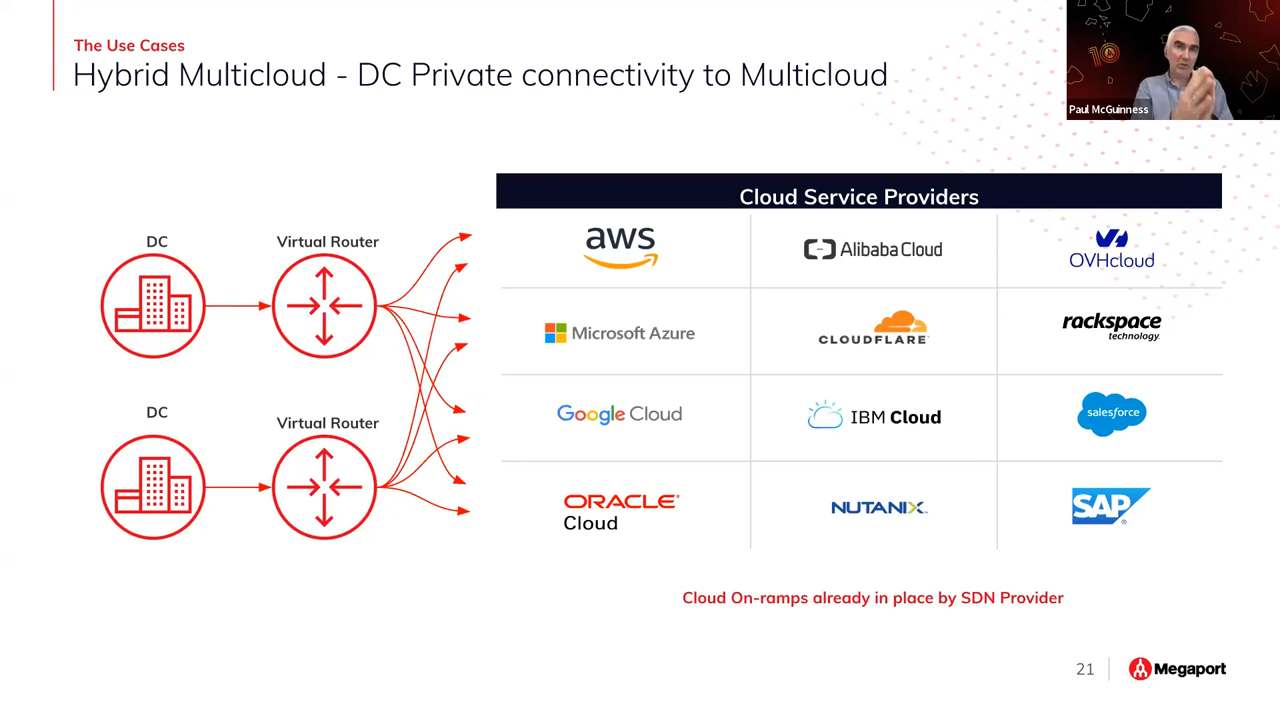 The Use Cases
Hybrid Multicloud - DC Private connectivity to Multicloud
10
Paul McGuinness
Cloud Service Providers
DC
Virtual Router
aws
Alibaba Cloud
OVHcloud
Microsoft Azure
CLOUDFLARE
rackspace
technology
DC
Virtual Router
Google Cloud
IBM Cloud
salesforce
ORACLE
Cloud
NUTANIX
SAP
Cloud On-ramps already in place by SDN Provider
21
Megaport